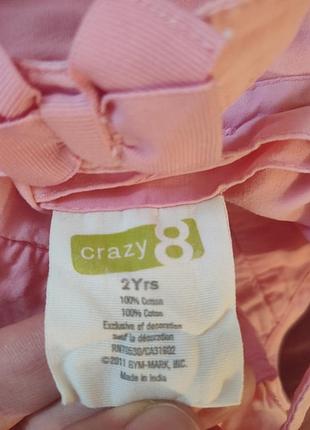 crazy 8
2Yrs
100% Cotton
100% Coton
Exclusive of decoration
sauf la décoration
RN70530/CA31602
©2011 GYM-MARK, INC.
Made in India